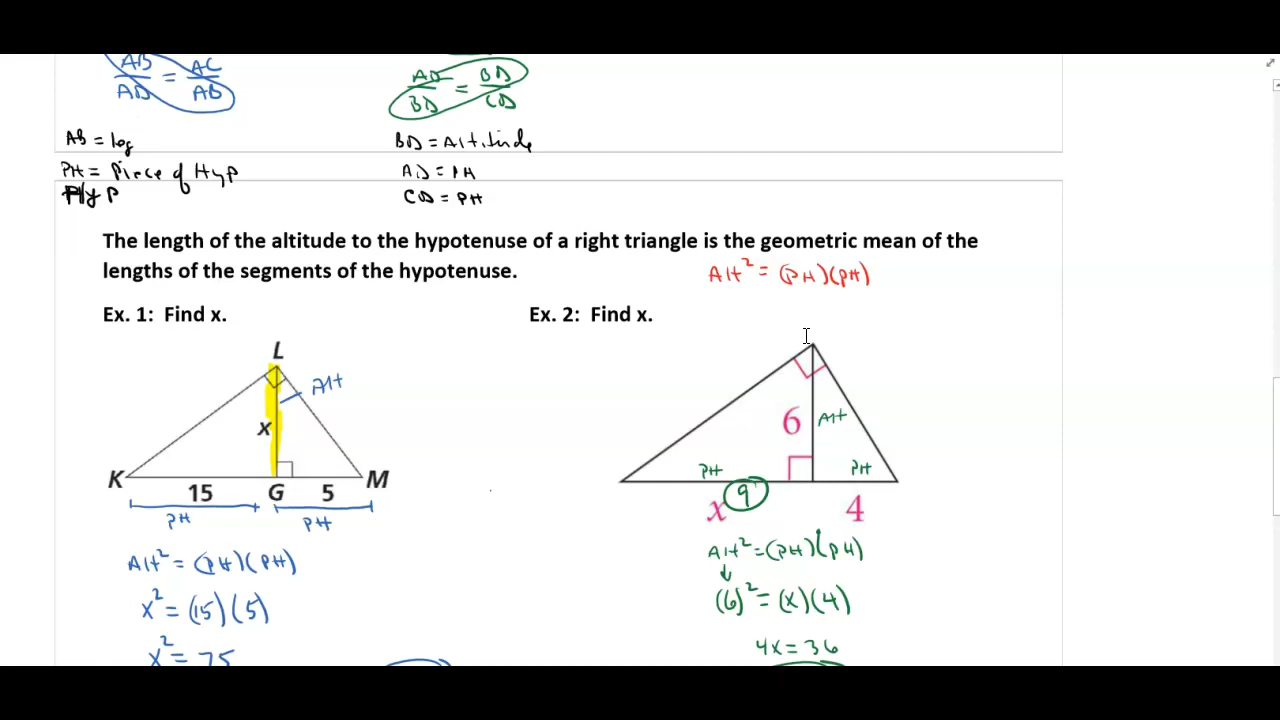 AB/AD = AC/AB
AD/BD = BD/CD
AB = leg
BD = Altitude
PH = Piece of Hyp
AD = PH
Hyp
CD = PH
The length of the altitude to the hypotenuse of a right triangle is the geometric mean of the
lengths of the segments of the hypotenuse.
Alt² = (PH)(PH)
Ex. 1: Find x.
Ex. 2: Find x.
L
Alt
x
K
15
G
5
M
PH
PH
6
Alt
PH
PH
x
9
4
Alt² = (PH)(PH)
x² = (15)(5)
x² = 75
Alt² = (PH)(PH)
(6)² = (x)(4)
4x = 36